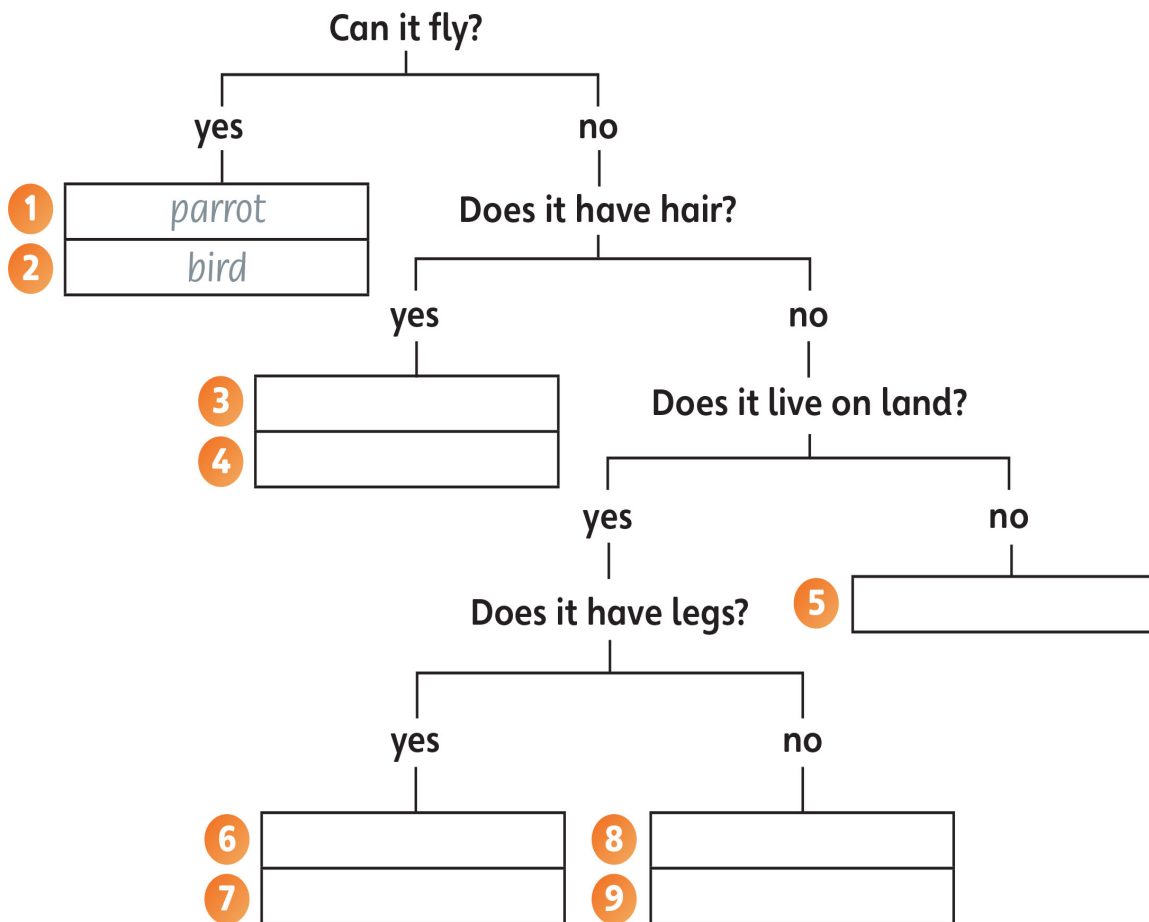 Can it fly?
yes no
1 parrot
2 bird
Does it have hair?
yes no
3
4
Does it live on land?
yes no
5
Does it have legs?
yes no
6
7
8
9